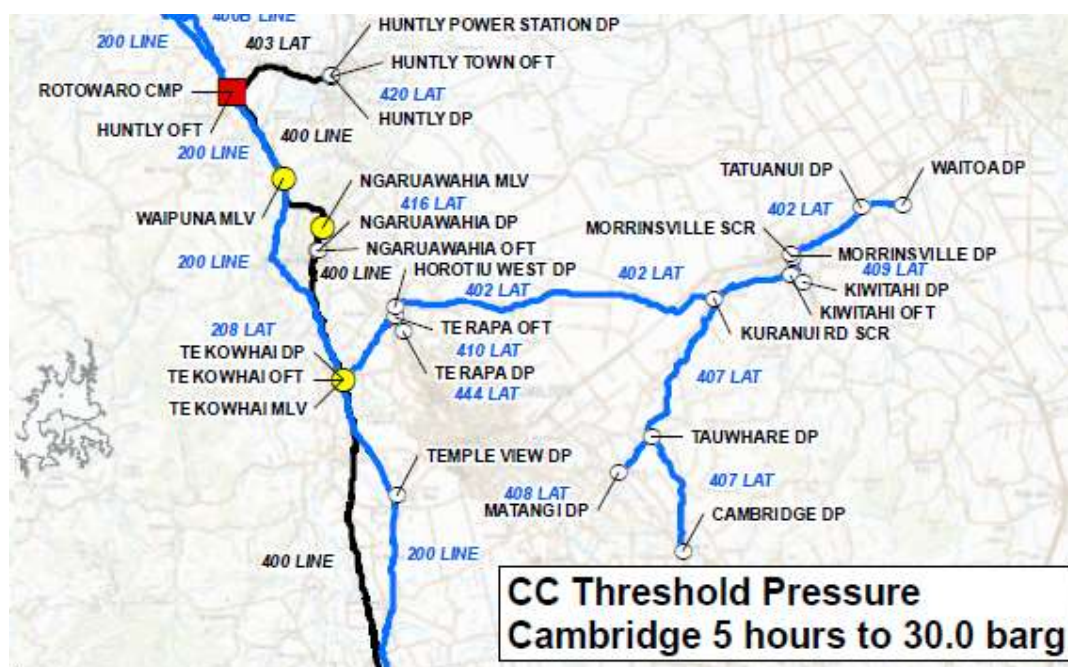 400B LINE
200 LINE
403 LAT
HUNTLY POWER STATION DP
HUNTLY TOWN OFT
420 LAT
HUNTLY DP
ROTOWARO CMP
HUNTLY OFT
400 LINE
200 LINE
NGARUAWAHIA MLV
416 LAT
NGARUAWAHIA DP
WAIPUNA MLV
NGARUAWAHIA OFT
400 LINE
200 LINE
HOROTIU WEST DP
402 LAT
402 LAT
TATUANUI DP
WAITOA DP
402 LAT
MORRINSVILLE SCR
MORRINSVILLE DP
409 LAT
KIWITAHI DP
KIWITAHI OFT
KURANUI RD SCR
208 LAT
TE KOWHAI DP
TE KOWHAI OFT
TE KOWHAI MLV
TE RAPA OFT
410 LAT
TE RAPA DP
444 LAT
407 LAT
TAUWHARE DP
TEMPLE VIEW DP
408 LAT
MATANGI DP
407 LAT
CAMBRIDGE DP
400 LINE
200 LINE
CC Threshold Pressure
Cambridge 5 hours to 30.0 barg